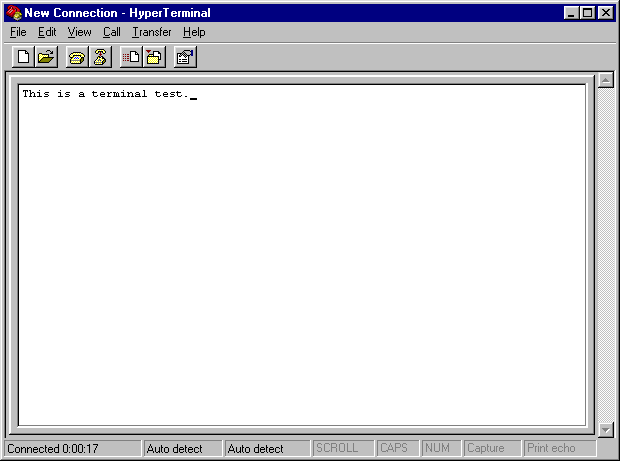 New Connection - HyperTerminal
File Edit View Call Transfer Help
This is a terminal test._
Connected 0:00:17 Auto detect Auto detect SCROLL CAPS NUM Capture Print echo